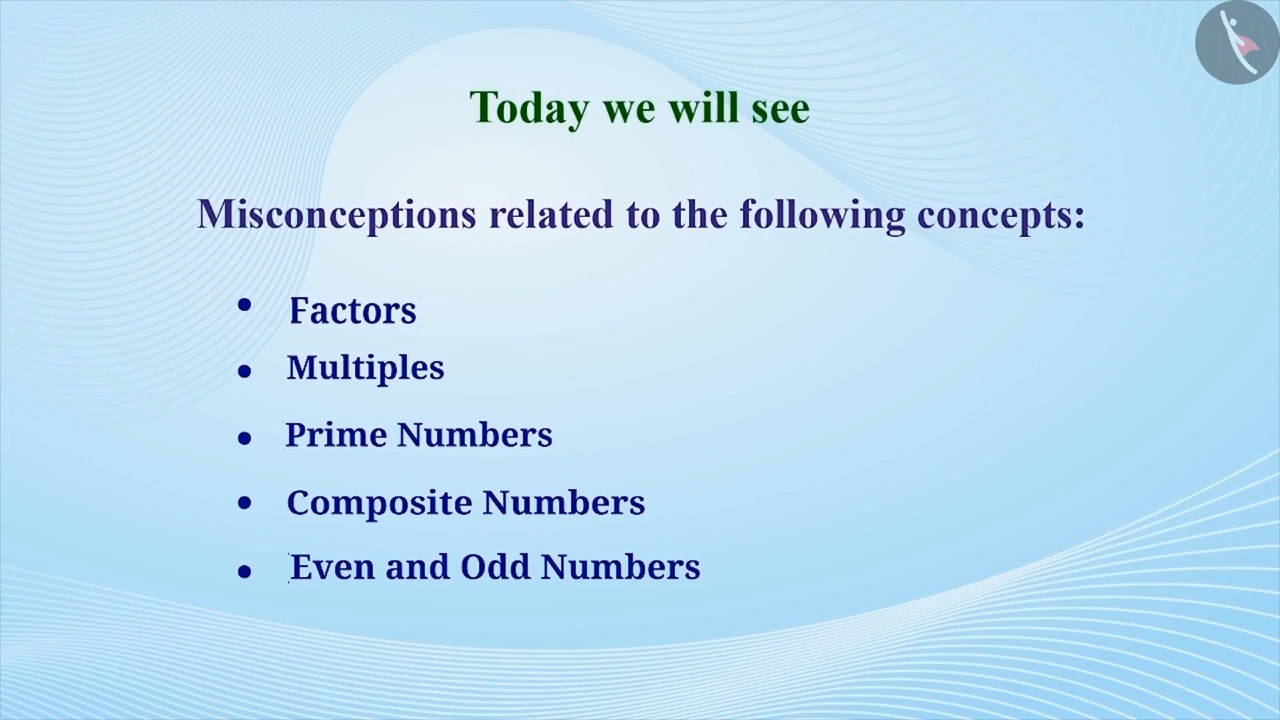 Today we will see
Misconceptions related to the following concepts:
• Factors
• Multiples
• Prime Numbers
• Composite Numbers
• Even and Odd Numbers